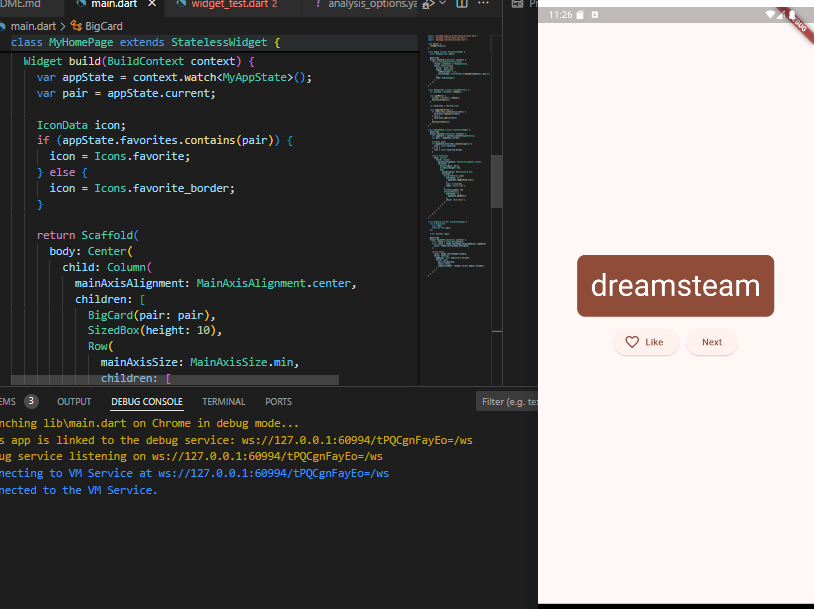 DME.md
main.dart
widget_test.dart 2
analysis_options.ya
main.dart > BigCard
class MyHomePage extends StatelessWidget {
Widget build(BuildContext context) {
var appState = context.watch<MyAppState>();
var pair = appState.current;
IconData icon;
if (appState.favorites.contains(pair)) {
icon = Icons.favorite;
} else {
icon = Icons.favorite_border;
}
return Scaffold(
body: Center(
child: Column(
mainAxisAlignment: MainAxisAlignment.center,
children: [
BigCard(pair: pair),
SizedBox(height: 10),
Row(
mainAxisSize: MainAxisSize.min,
children: [
EMS 3 OUTPUT DEBUG CONSOLE TERMINAL PORTS
Filter (e.g. te
nching lib\main.dart on Chrome in debug mode...
s app is linked to the debug service: ws://127.0.0.1:60994/tPQCgnFayEo=/ws
ug service listening on ws://127.0.0.1:60994/tPQCgnFayEo=/ws
necting to VM Service at ws://127.0.0.1:60994/tPQCgnFayEo=/ws
nected to the VM Service.
11:26
dreamsteam
Like
Next